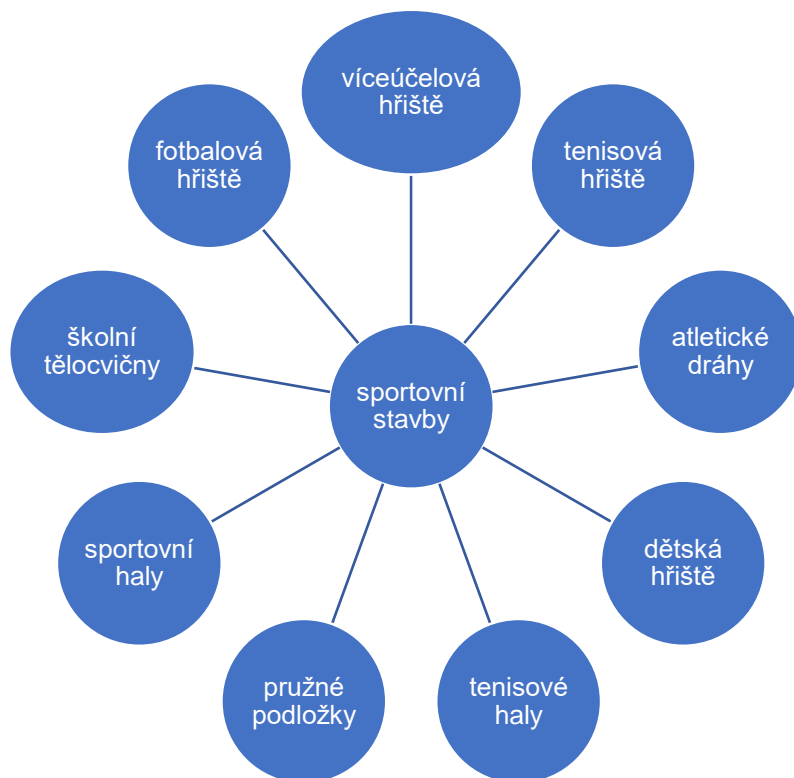 víceúčelová
hřiště
fotbalová
hřiště
tenisová
hřiště
školní
tělocvičny
atletické
dráhy
sportovní
stavby
sportovní
haly
dětská
hřiště
pružné
podložky
tenisové
haly